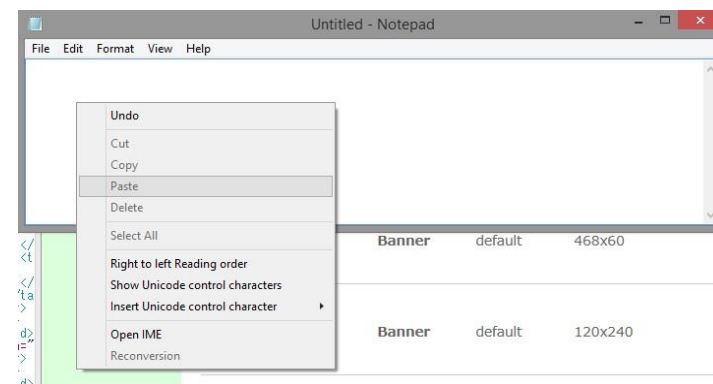 Untitled - Notepad
File Edit Format View Help
Undo
Cut
Copy
Paste
Delete
Select All
Right to left Reading order
Show Unicode control characters
Insert Unicode control character
Open IME
Reconversion
Banner default 468x60
Banner default 120x240
</
<t
</
d>